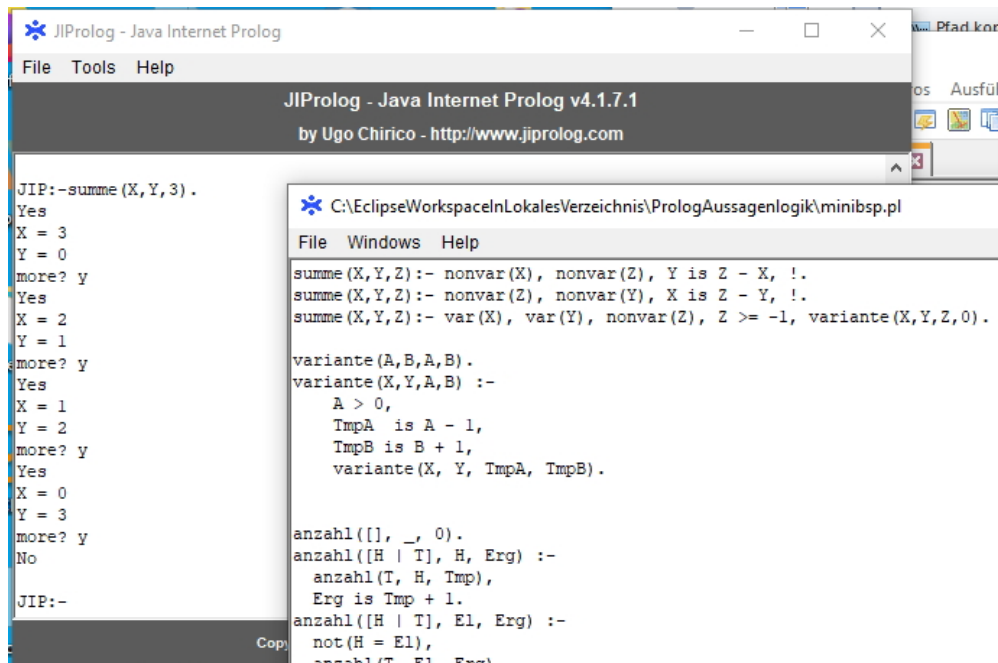 JIProlog - Java Internet Prolog
Pfad
File Tools Help
JIProlog - Java Internet Prolog v4.1.7.1
by Ugo Chirico - http://www.jiprolog.com
JIP:-summe(X,Y,3).
Yes
X = 3
Y = 0
more? y
Yes
X = 2
Y = 1
more? y
Yes
X = 1
Y = 2
more? y
Yes
X = 0
Y = 3
more? y
No
JIP:-
C:\EclipseWorkspaceInLokalesVerzeichnis\PrologAussagenlogik\minibsp.pl
File Windows Help
summe(X,Y,Z):- nonvar(X), nonvar(Z), Y is Z - X, !.
summe(X,Y,Z):- nonvar(Z), nonvar(Y), X is Z - Y, !.
summe(X,Y,Z):- var(X), var(Y), nonvar(Z), Z >= -1, variante(X,Y,Z,0).
variante(A,B,A,B).
variante(X,Y,A,B) :-
A > 0,
TmpA is A - 1,
TmpB is B + 1,
variante(X, Y, TmpA, TmpB).
anzahl([], _, 0).
anzahl([H | T], H, Erg) :-
anzahl(T, H, Tmp),
Erg is Tmp + 1.
anzahl([H | T], El, Erg) :-
not(H = El),
anzahl(T, El, Erg)